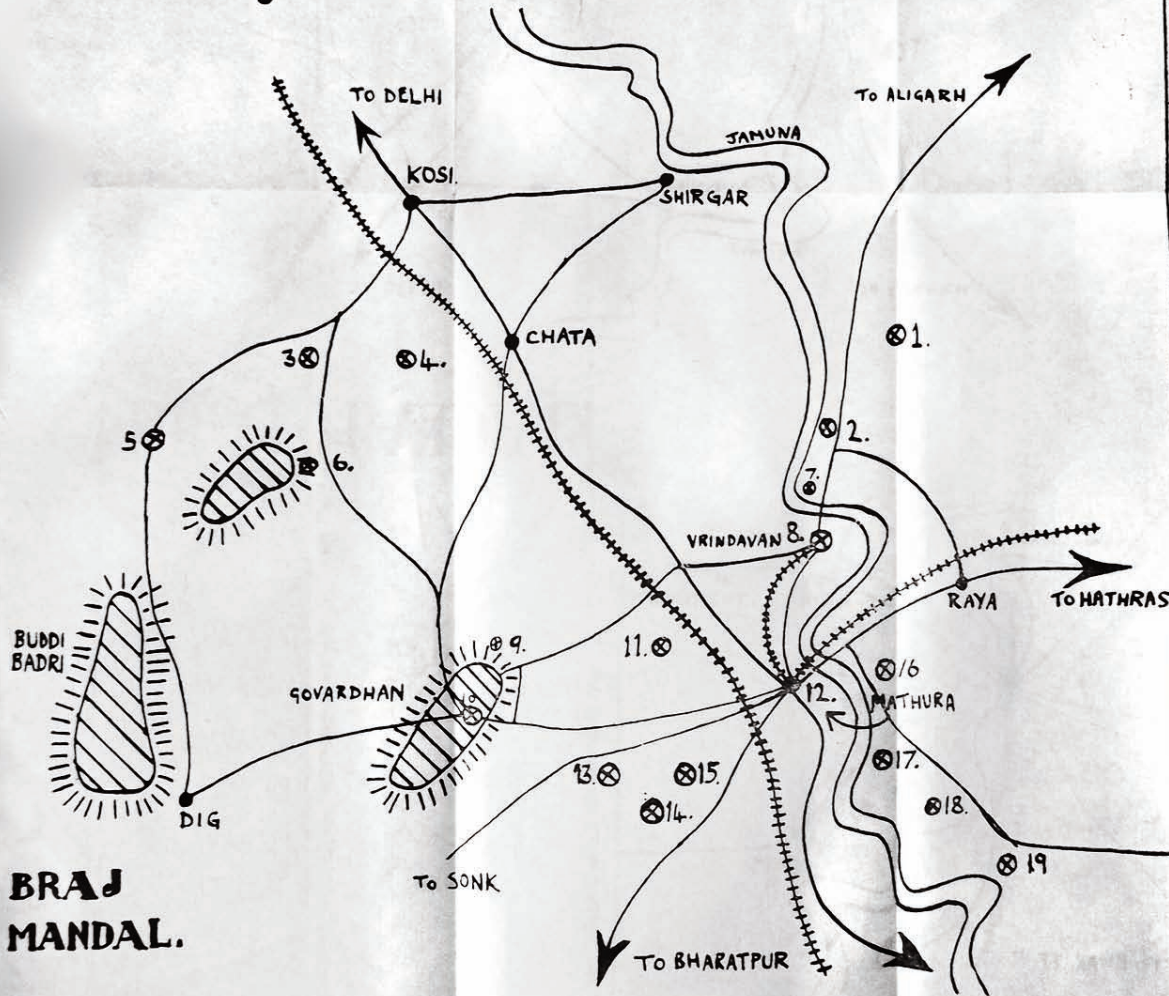 TO DELHI
TO ALIGARH
JAMUNA
KOSI.
SHIRGAR
CHATA
1.
3
4.
2.
5
6.
7.
VRINDAVAN 8.
RAYA
TO HATHRAS
BUDDI
BADRI
9.
11.
GOVARDHAN
16
12.
MATHURA
17.
13.
15.
14.
18.
DIG
19
TO SONK
BRAJ
MANDAL.
TO BHARATPUR